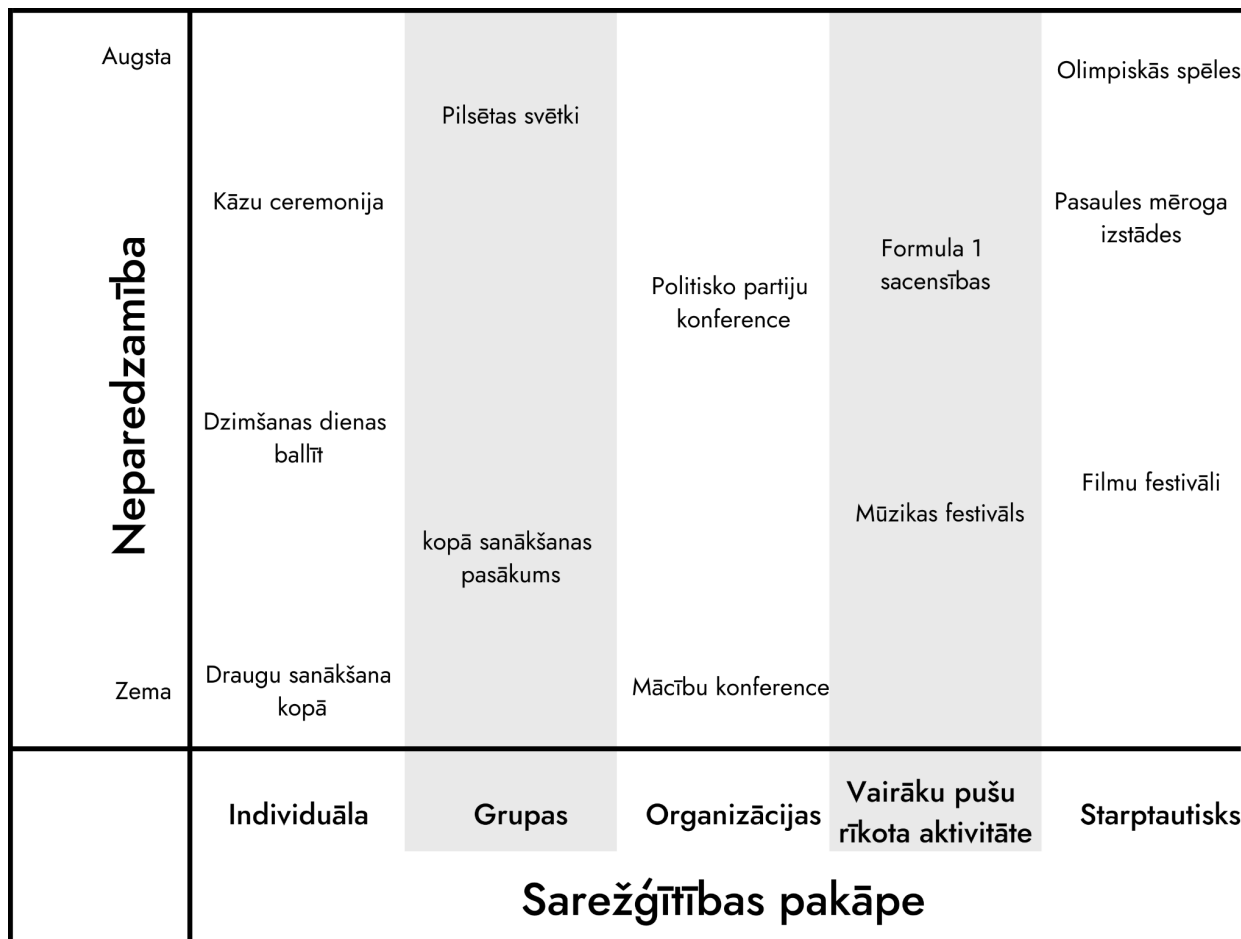 Augsta
Olimpiskās spēles
Pilsētas svētki
Kāzu ceremonija
Pasaules mēroga
izstādes
Formula 1
sacensības
Politisko partiju
konference
Neparedzamība
Dzimšanas dienas
ballīt
Filmu festivāli
Mūzikas festivāls
kopā sanākšanas
pasākums
Zema
Draugu sanākšana
kopā
Mācību konference
Individuāla
Grupas
Organizācijas
Vairāku pušu
rīkota aktivitāte
Starptautisks
Sarežģītības pakāpe